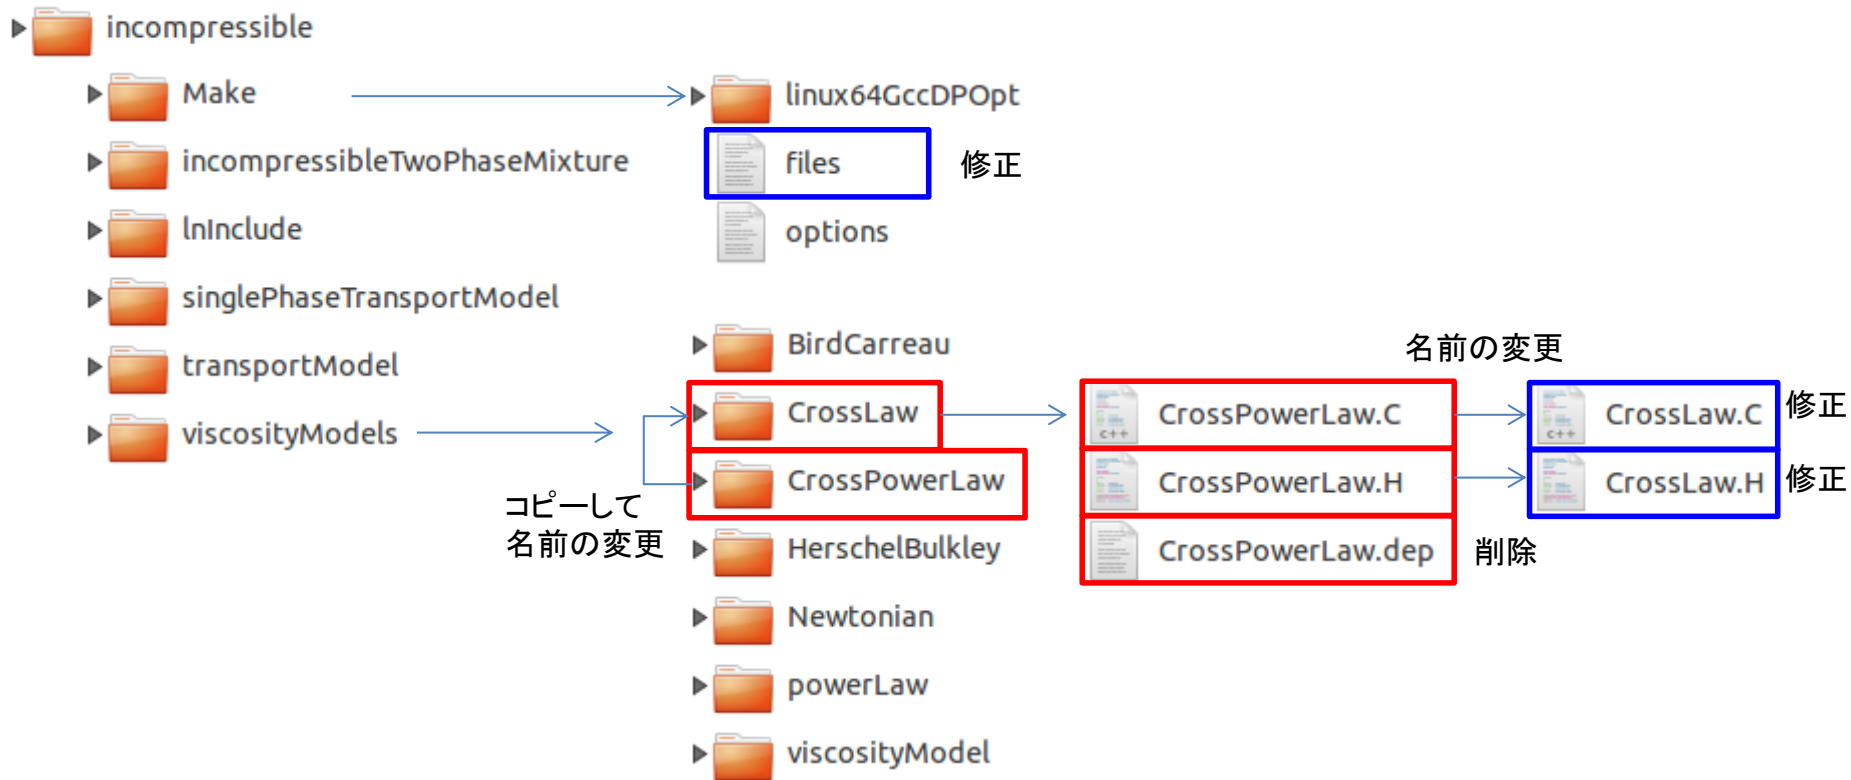 incompressible
Make
incompressibleTwoPhaseMixture
lnInclude
singlePhaseTransportModel
transportModel
viscosityModels
linux64GccDPOpt
files
修正
options
コピーして
名前の変更
BirdCarreau
CrossLaw
CrossPowerLaw
HerschelBulkley
Newtonian
powerLaw
viscosityModel
名前の変更
CrossPowerLaw.C
CrossLaw.C
修正
CrossPowerLaw.H
CrossLaw.H
修正
CrossPowerLaw.dep
削除
c++
c++